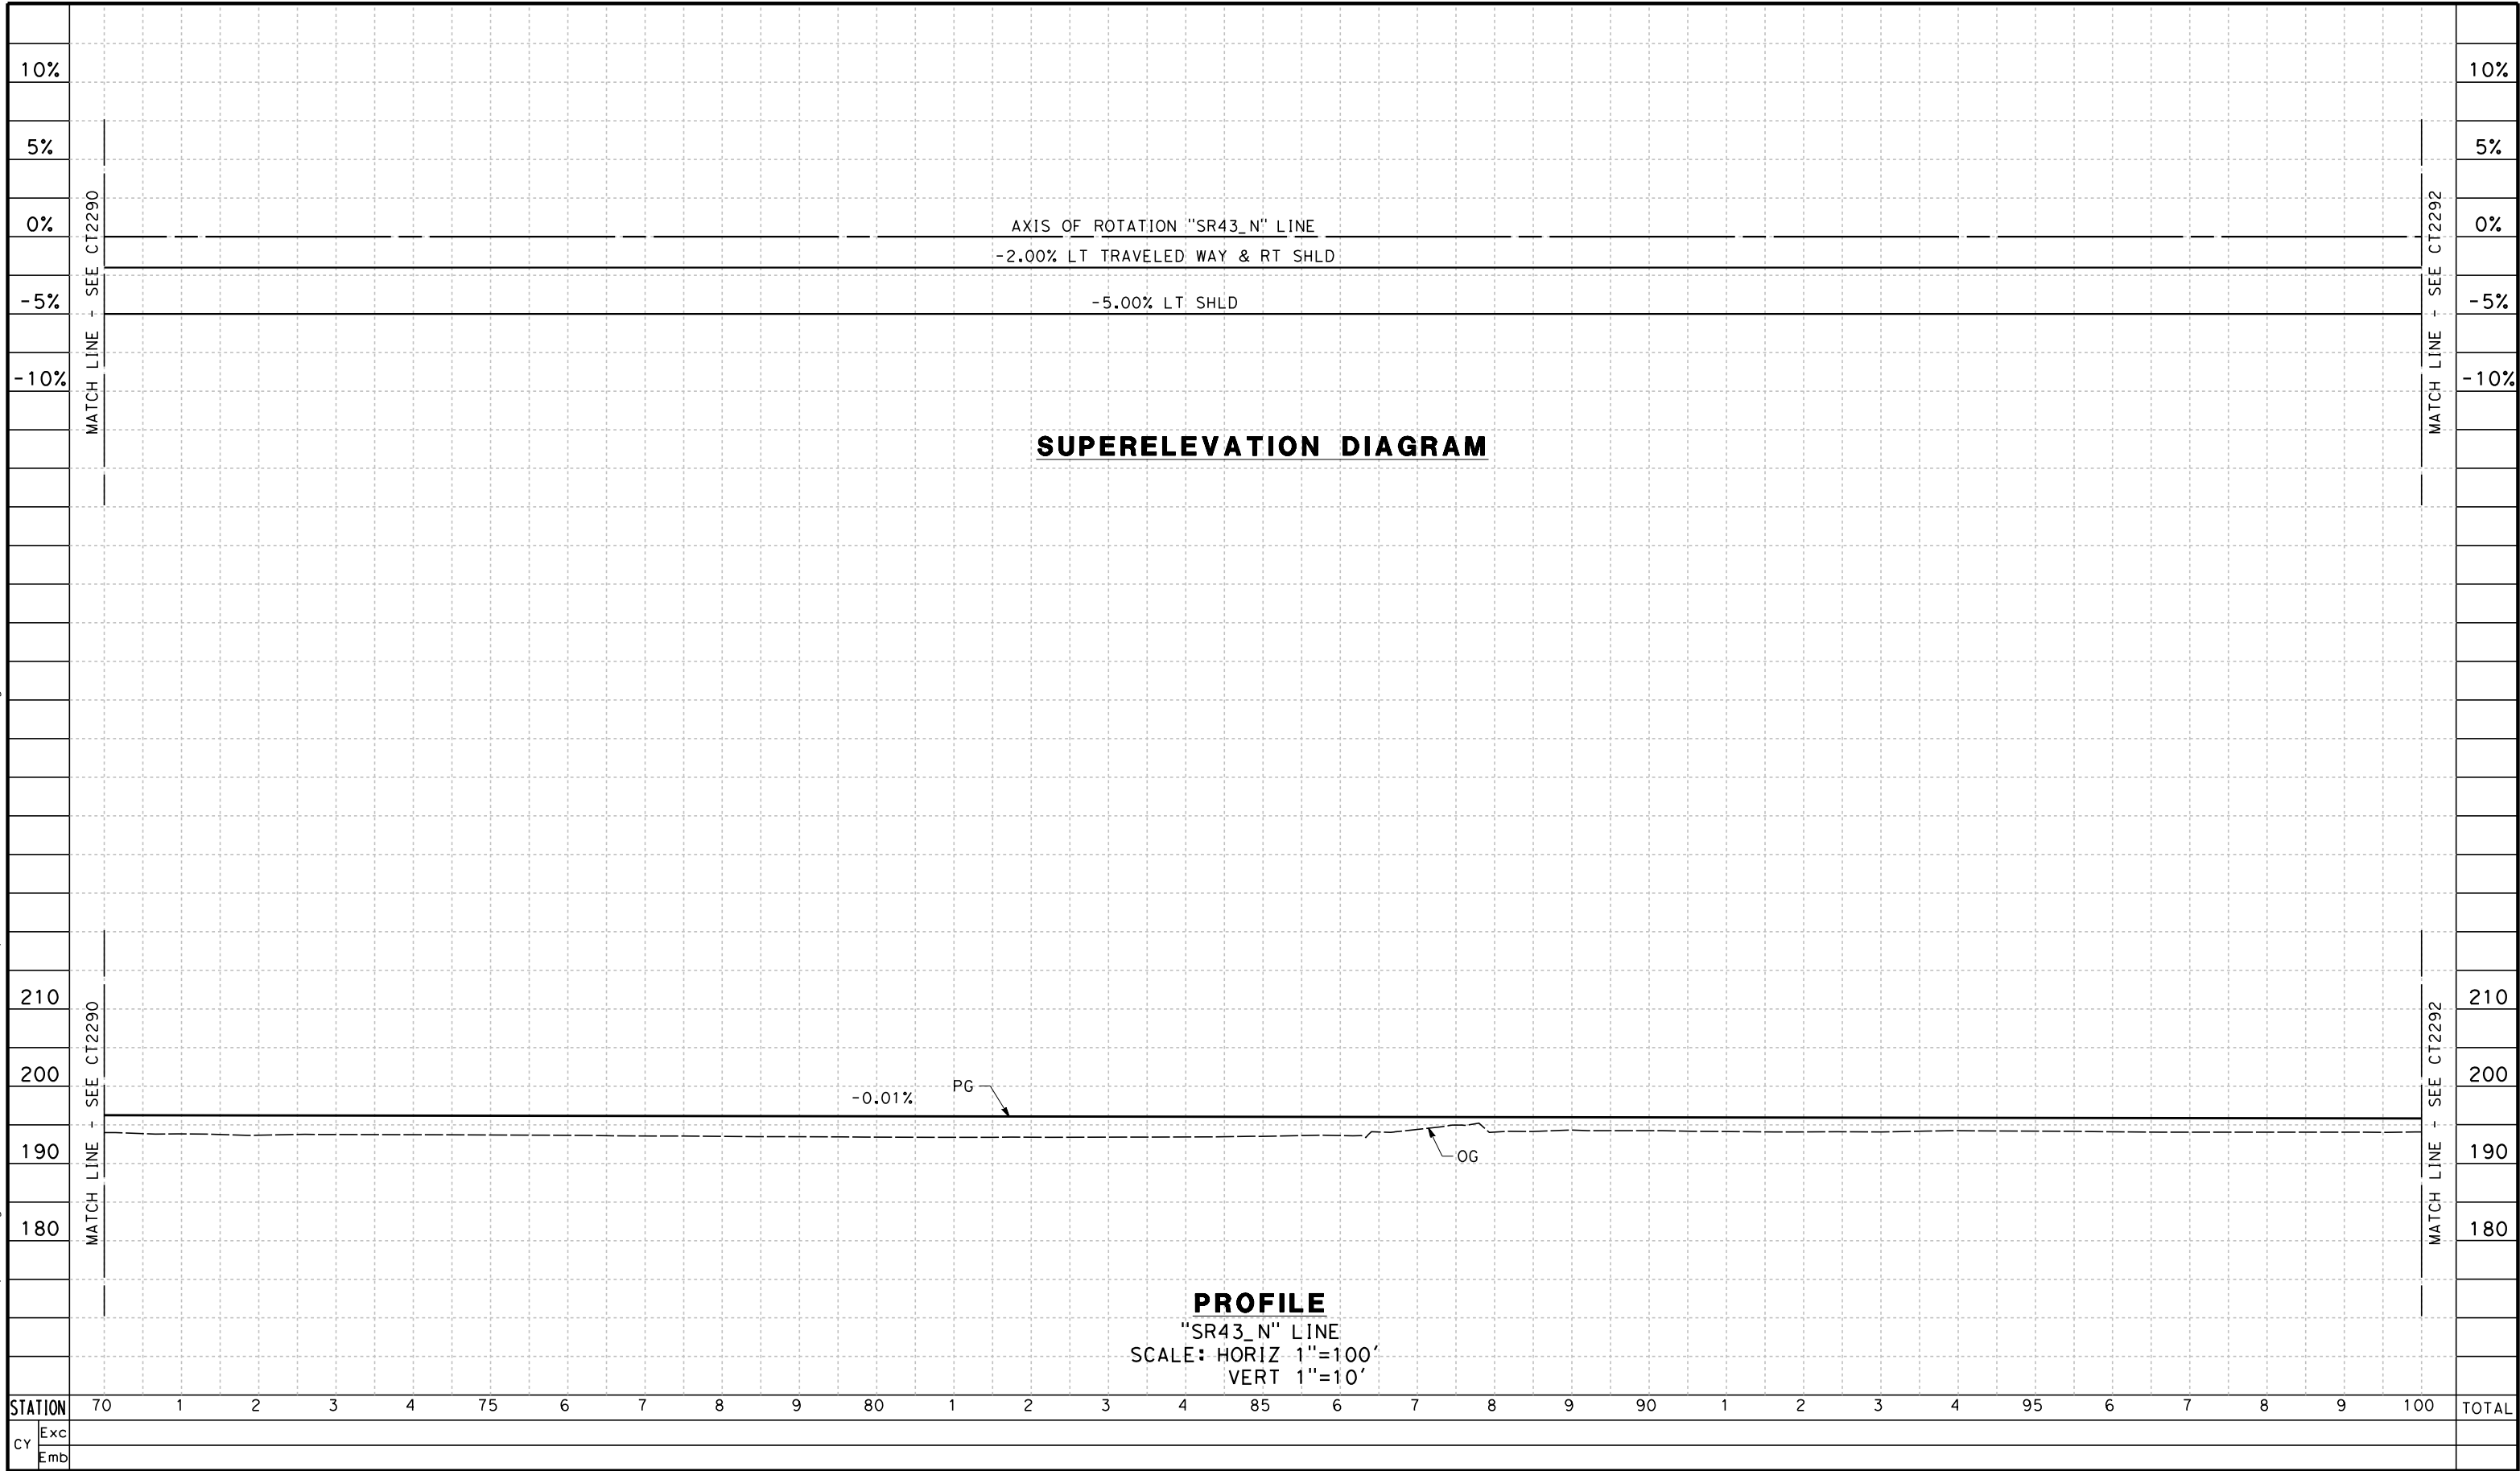 10%
10%
5%
5%
0%
0%
-5%
-5%
-10%
-10%
MATCH LINE - SEE CT2290
MATCH LINE - SEE CT2292
AXIS OF ROTATION "SR43_N" LINE
-2.00% LT TRAVELED WAY & RT SHLD
-5.00% LT SHLD
SUPERELEVATION DIAGRAM
210
210
200
200
190
190
180
180
MATCH LINE - SEE CT2290
MATCH LINE - SEE CT2292
-0.01%
PG
OG
PROFILE
"SR43_N" LINE
SCALE: HORIZ 1"=100'
VERT 1"=10'
STATION 70 1 2 3 4 75 6 7 8 9 80 1 2 3 4 85 6 7 8 9 90 1 2 3 4 95 6 7 8 9 100 TOTAL
CY Exc
Emb